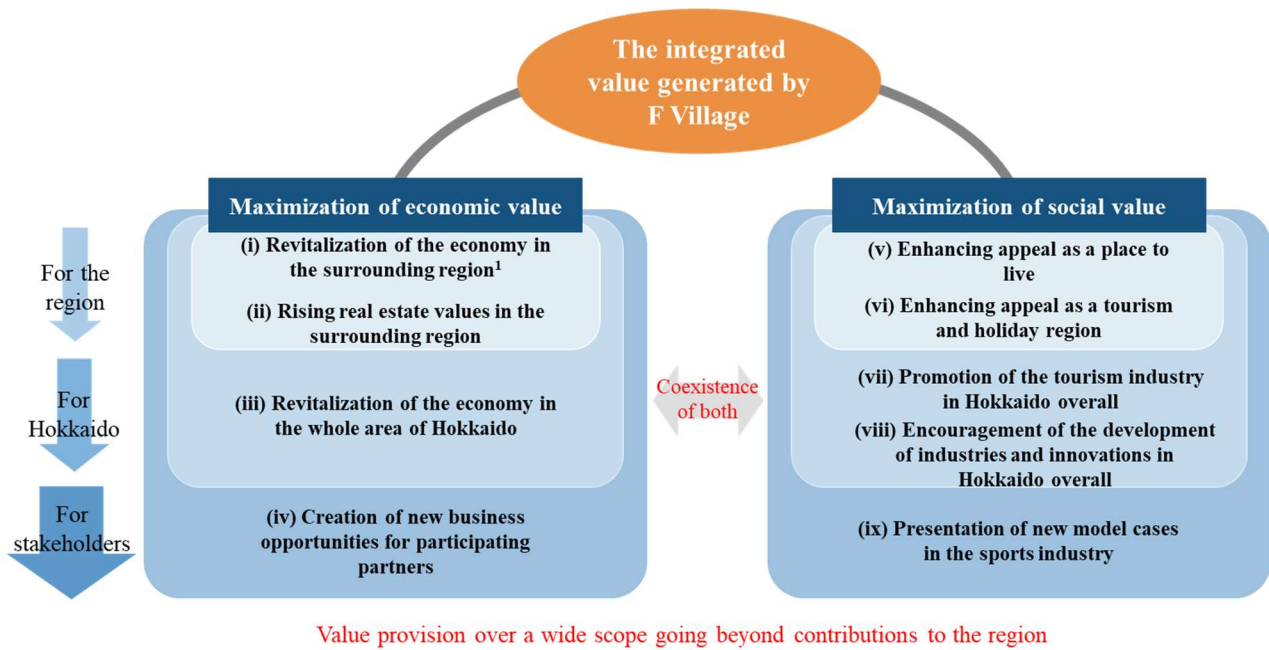 The integrated
value generated by
F Village
Maximization of economic value
(i) Revitalization of the economy in
the surrounding region1
(ii) Rising real estate values in the
surrounding region
(iii) Revitalization of the economy in
the whole area of Hokkaido
(iv) Creation of new business
opportunities for participating
partners
Maximization of social value
(v) Enhancing appeal as a place to
live
(vi) Enhancing appeal as a tourism
and holiday region
(vii) Promotion of the tourism industry
in Hokkaido overall
(viii) Encouragement of the development
of industries and innovations in
Hokkaido overall
(ix) Presentation of new model cases
in the sports industry
For the
region
For
Hokkaido
For
stakeholders
Coexistence
of both
Value provision over a wide scope going beyond contributions to the region